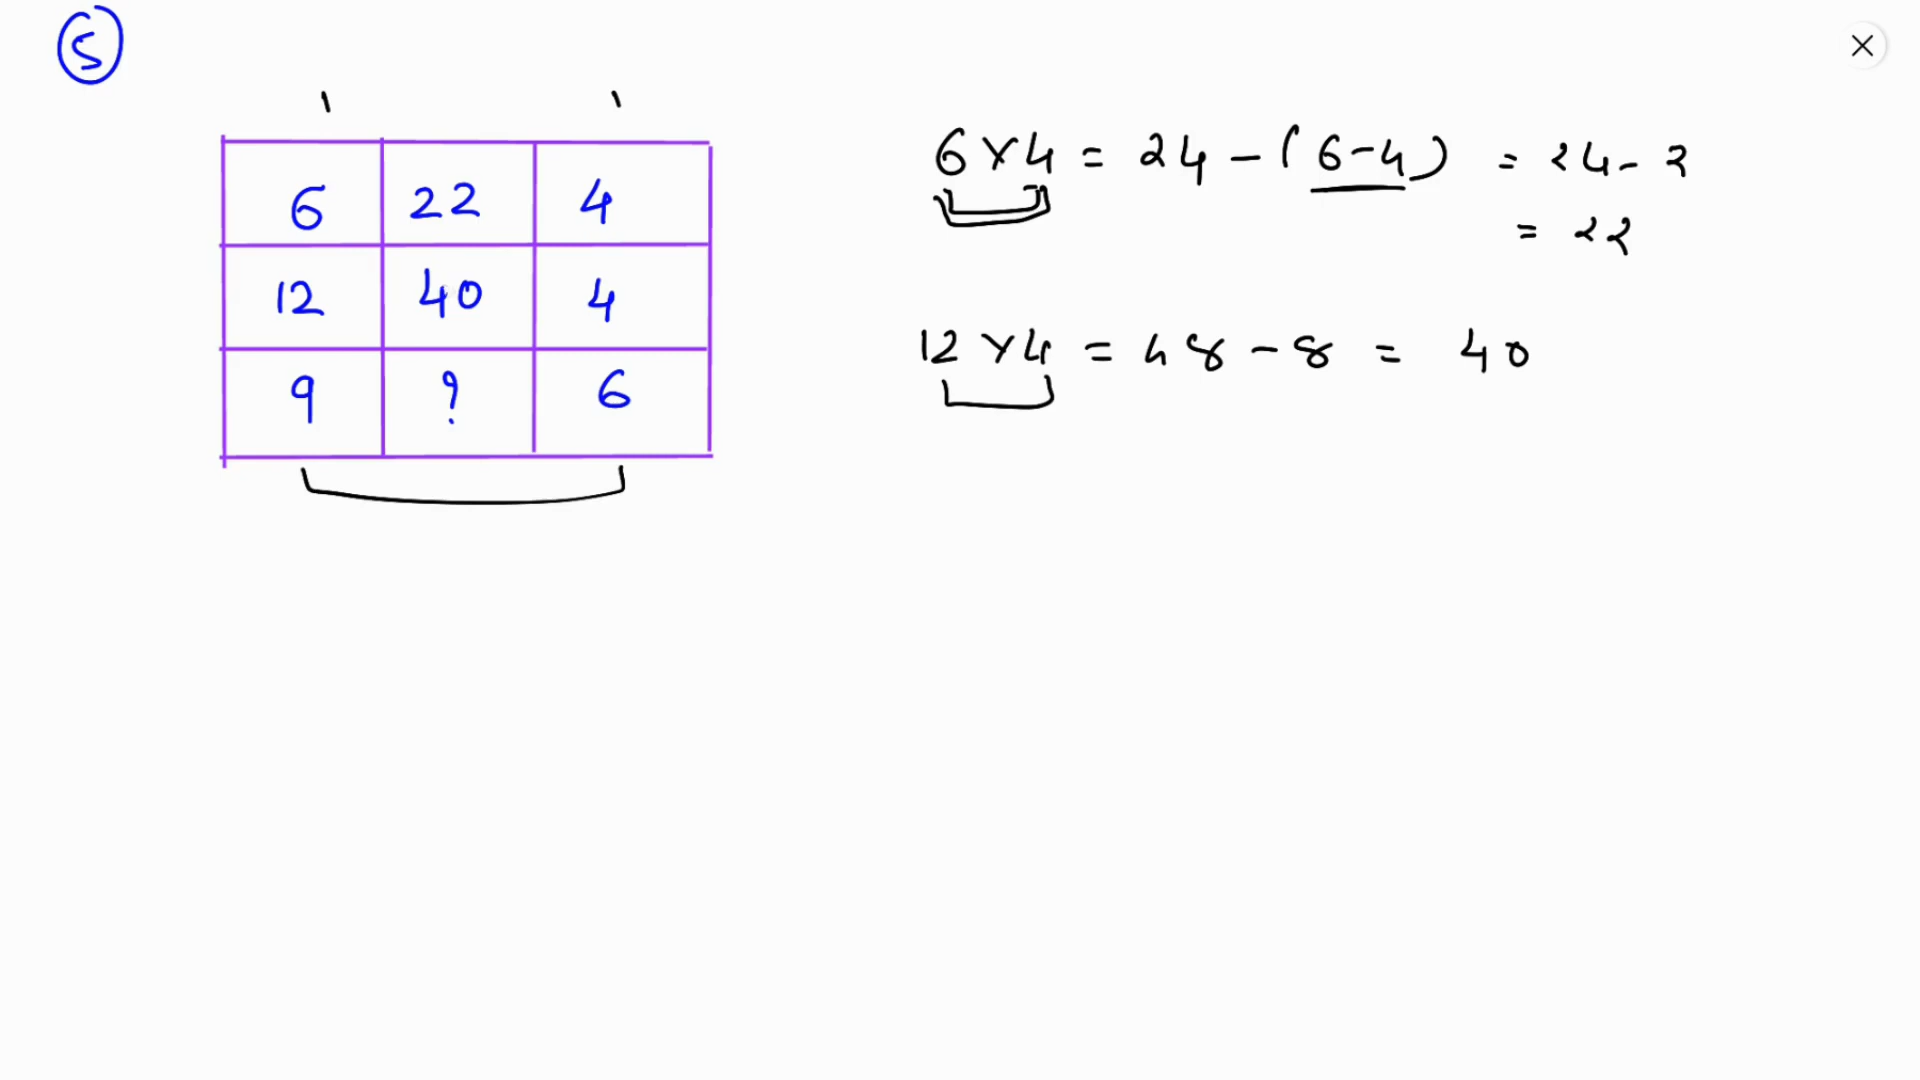 5
6 22 4
12 40 4
9 ? 6
6 × 4 = 24 - (6 - 4) = 24 - 2
= 22
12 × 4 = 48 - 8 = 40